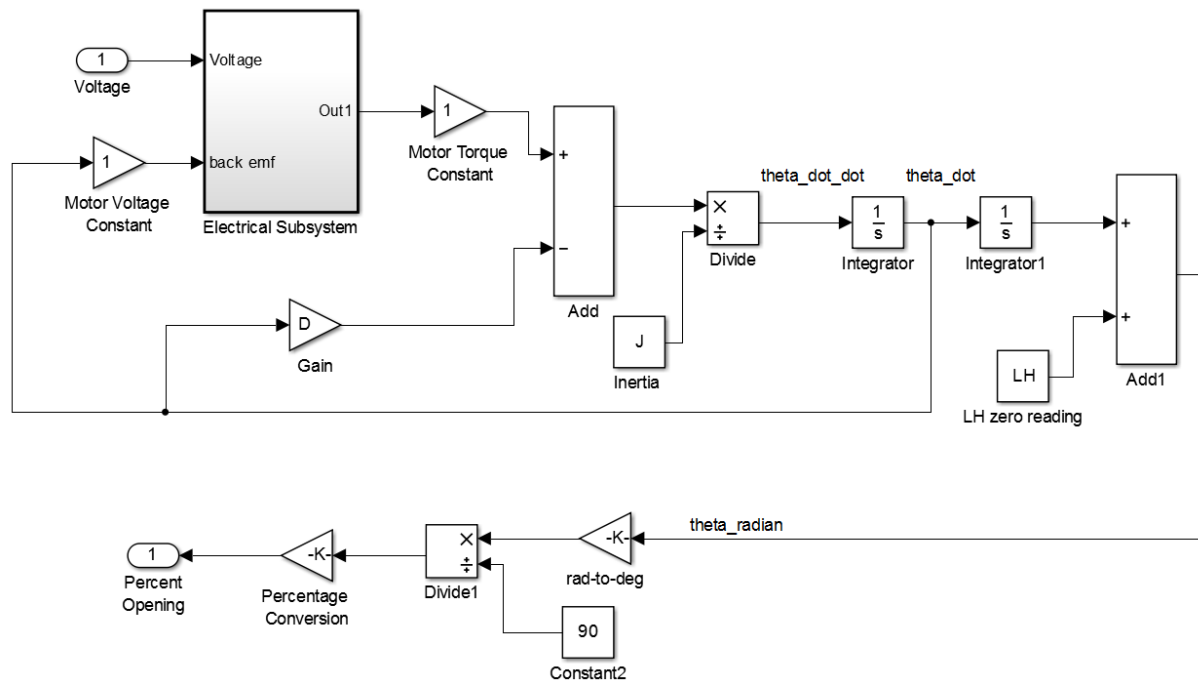 1
Voltage
Voltage
back emf
Out1
Electrical Subsystem
1
Motor Voltage
Constant
1
Motor Torque
Constant
D
Gain
+
−
Add
×
÷
Divide
J
Inertia
theta_dot_dot
1
s
Integrator
theta_dot
1
s
Integrator1
LH
LH zero reading
+
+
Add1
theta_radian
-K-
rad-to-deg
90
Constant2
×
÷
Divide1
-K-
Percentage
Conversion
1
Percent
Opening